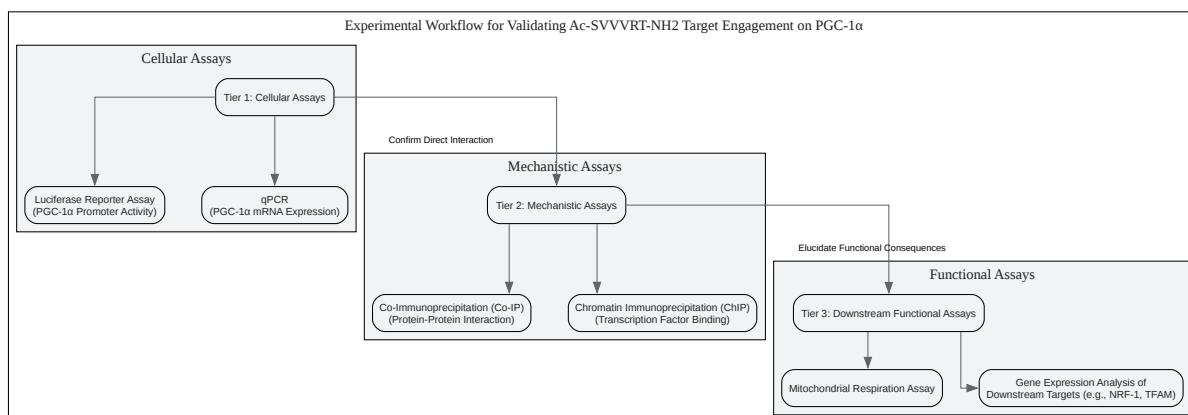 Experimental Workflow for Validating Ac-SVVVRT-NH2 Target Engagement on PGC-1α
Cellular Assays
Tier 1: Cellular Assays
Luciferase Reporter Assay
(PGC-1α Promoter Activity)
qPCR
(PGC-1α mRNA Expression)
Confirm Direct Interaction
Mechanistic Assays
Tier 2: Mechanistic Assays
Co-Immunoprecipitation (Co-IP)
(Protein-Protein Interaction)
Chromatin Immunoprecipitation (ChIP)
(Transcription Factor Binding)
Elucidate Functional Consequences
Functional Assays
Tier 3: Downstream Functional Assays
Mitochondrial Respiration Assay
Gene Expression Analysis of
Downstream Targets (e.g., NRF-1, TFAM)